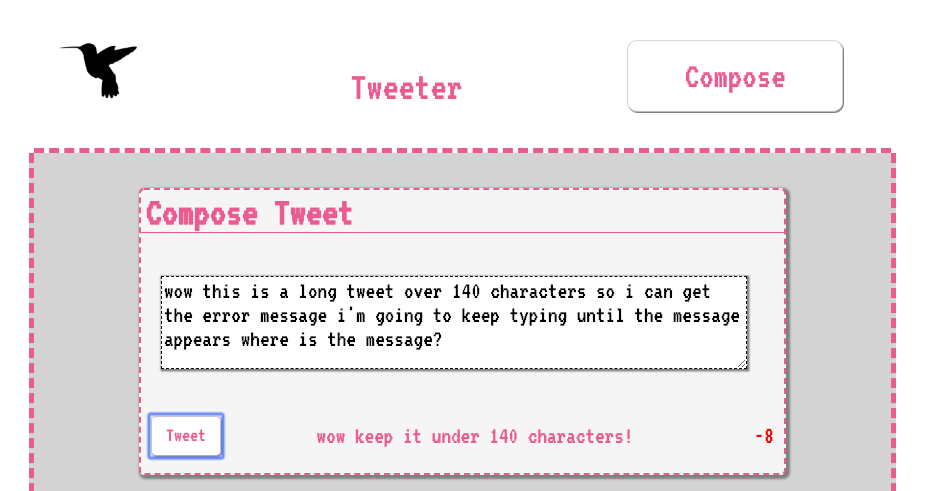 Tweeter
Compose
Compose Tweet
wow this is a long tweet over 140 characters so i can get
the error message i'm going to keep typing until the message
appears where is the message?
Tweet
wow keep it under 140 characters!
-8